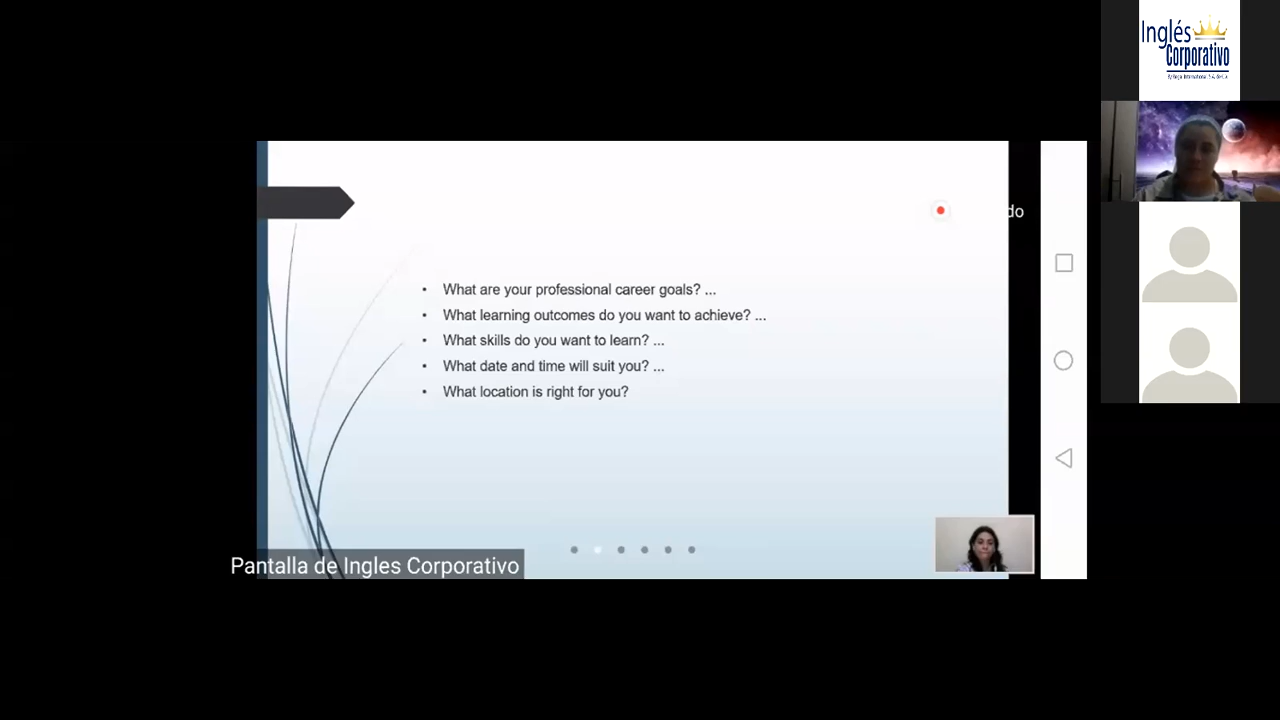 Inglés
Corporativo
do
• What are your professional career goals? ...
• What learning outcomes do you want to achieve? ...
• What skills do you want to learn? ...
• What date and time will suit you? ...
• What location is right for you?
Pantalla de Ingles Corporativo